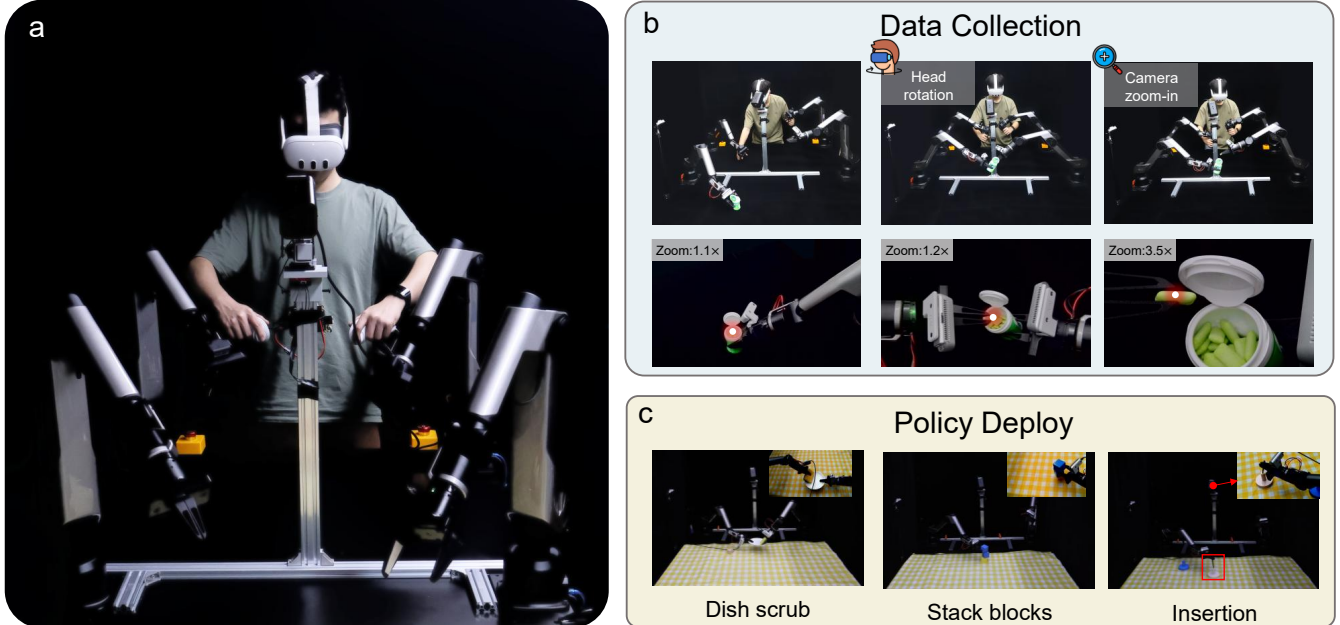 a
b
Data Collection
Head
rotation
Camera
zoom-in
Zoom:1.1×
Zoom:1.2×
Zoom:3.5×
c
Policy Deploy
Dish scrub
Stack blocks
Insertion